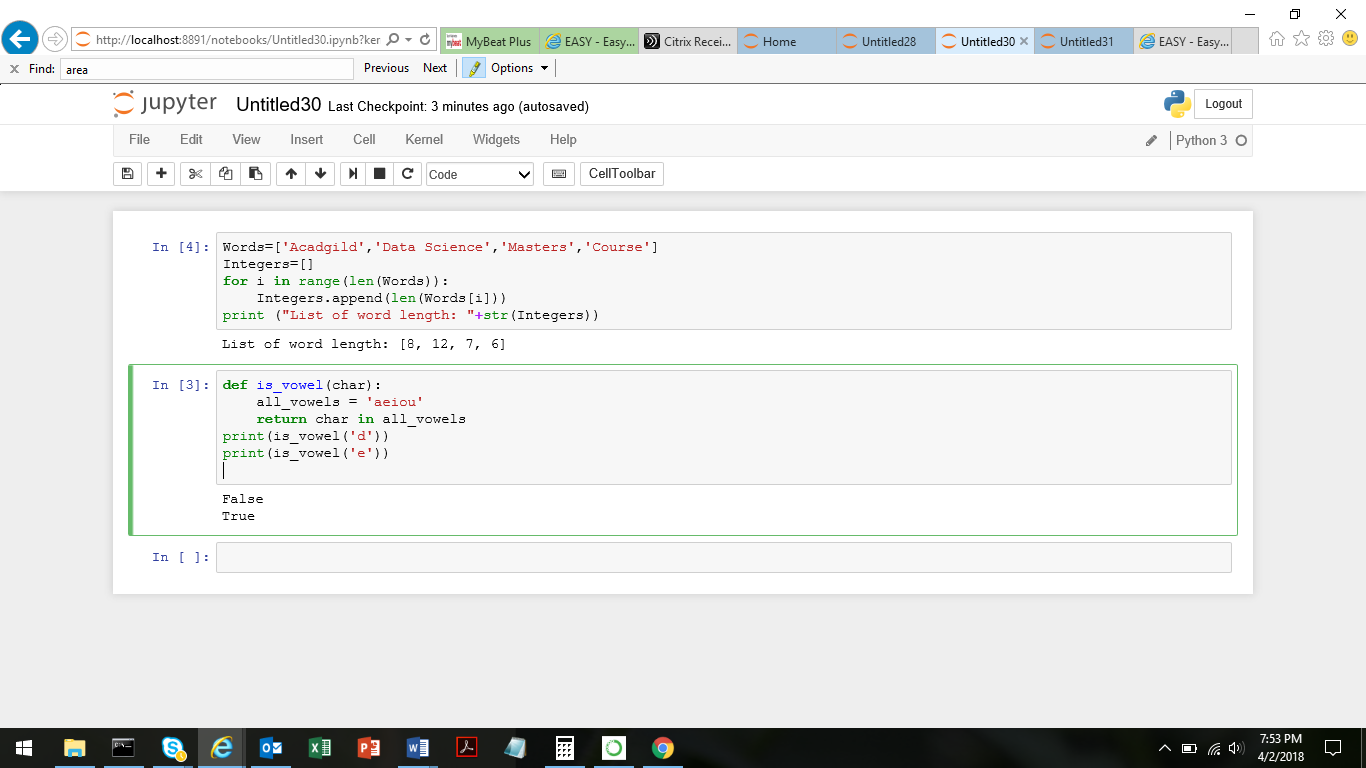 http://localhost:8891/notebooks/Untitled30.ipynb?ker
MyBeat Plus
EASY - Easy...
Citrix Recei...
Home
Untitled28
Untitled30
Untitled31
EASY - Easy...
x Find: area Previous Next Options
jupyter Untitled30 Last Checkpoint: 3 minutes ago (autosaved)
Logout
File Edit View Insert Cell Kernel Widgets Help
Python 3
Code
CellToolbar
In [4]: Words=['Acadgild','Data Science','Masters','Course']
Integers=[]
for i in range(len(Words)):
    Integers.append(len(Words[i]))
print ("List of word length: "+str(Integers))
List of word length: [8, 12, 7, 6]
In [3]: def is_vowel(char):
    all_vowels = 'aeiou'
    return char in all_vowels
print(is_vowel('d'))
print(is_vowel('e'))
False
True
In [ ]:
7:53 PM
4/2/2018